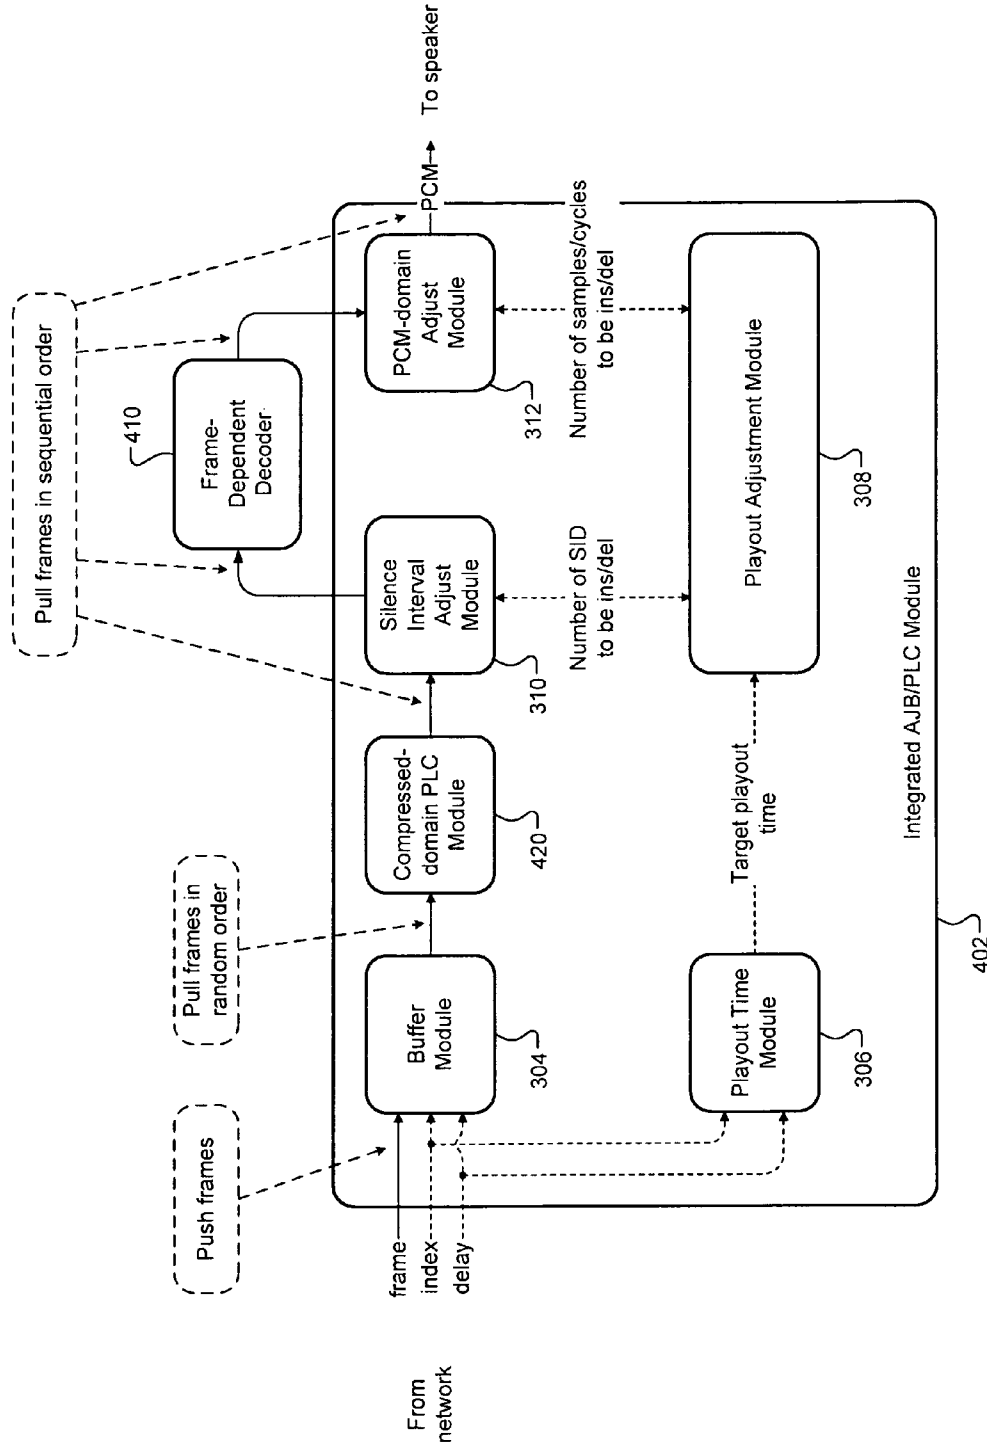 Push frames
Pull frames in
random order
Pull frames in sequential order
From
network
frame
index
delay
Buffer
Module
304
Compressed-
domain PLC
Module
420
Silence
Interval
Adjust
Module
310
Frame-
Dependent
Decoder
410
PCM-domain
Adjust
Module
312
PCM
To speaker
Number of SID
to be ins/del
Number of samples/cycles
to be ins/del
Playout Time
Module
306
Target playout
time
Playout Adjustment Module
308
Integrated AJB/PLC Module
402